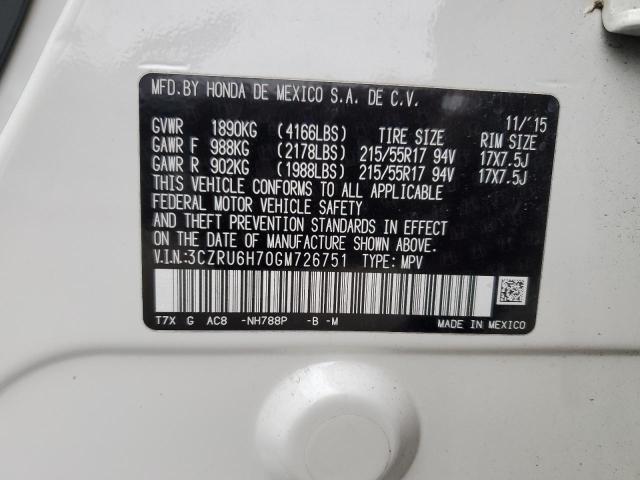 MFD.BY HONDA DE MEXICO S.A. DE C.V.
11/'15
GVWR 1890KG (4166LBS) TIRE SIZE RIM SIZE
GAWR F 988KG (2178LBS) 215/55R17 94V 17X7.5J
GAWR R 902KG (1988LBS) 215/55R17 94V 17X7.5J
THIS VEHICLE CONFORMS TO ALL APPLICABLE
FEDERAL MOTOR VEHICLE SAFETY
AND THEFT PREVENTION STANDARDS IN EFFECT
ON THE DATE OF MANUFACTURE SHOWN ABOVE.
V.I.N.:3CZRU6H70GM726751 TYPE: MPV
T7X G AC8 -NH788P -B -M MADE IN MEXICO